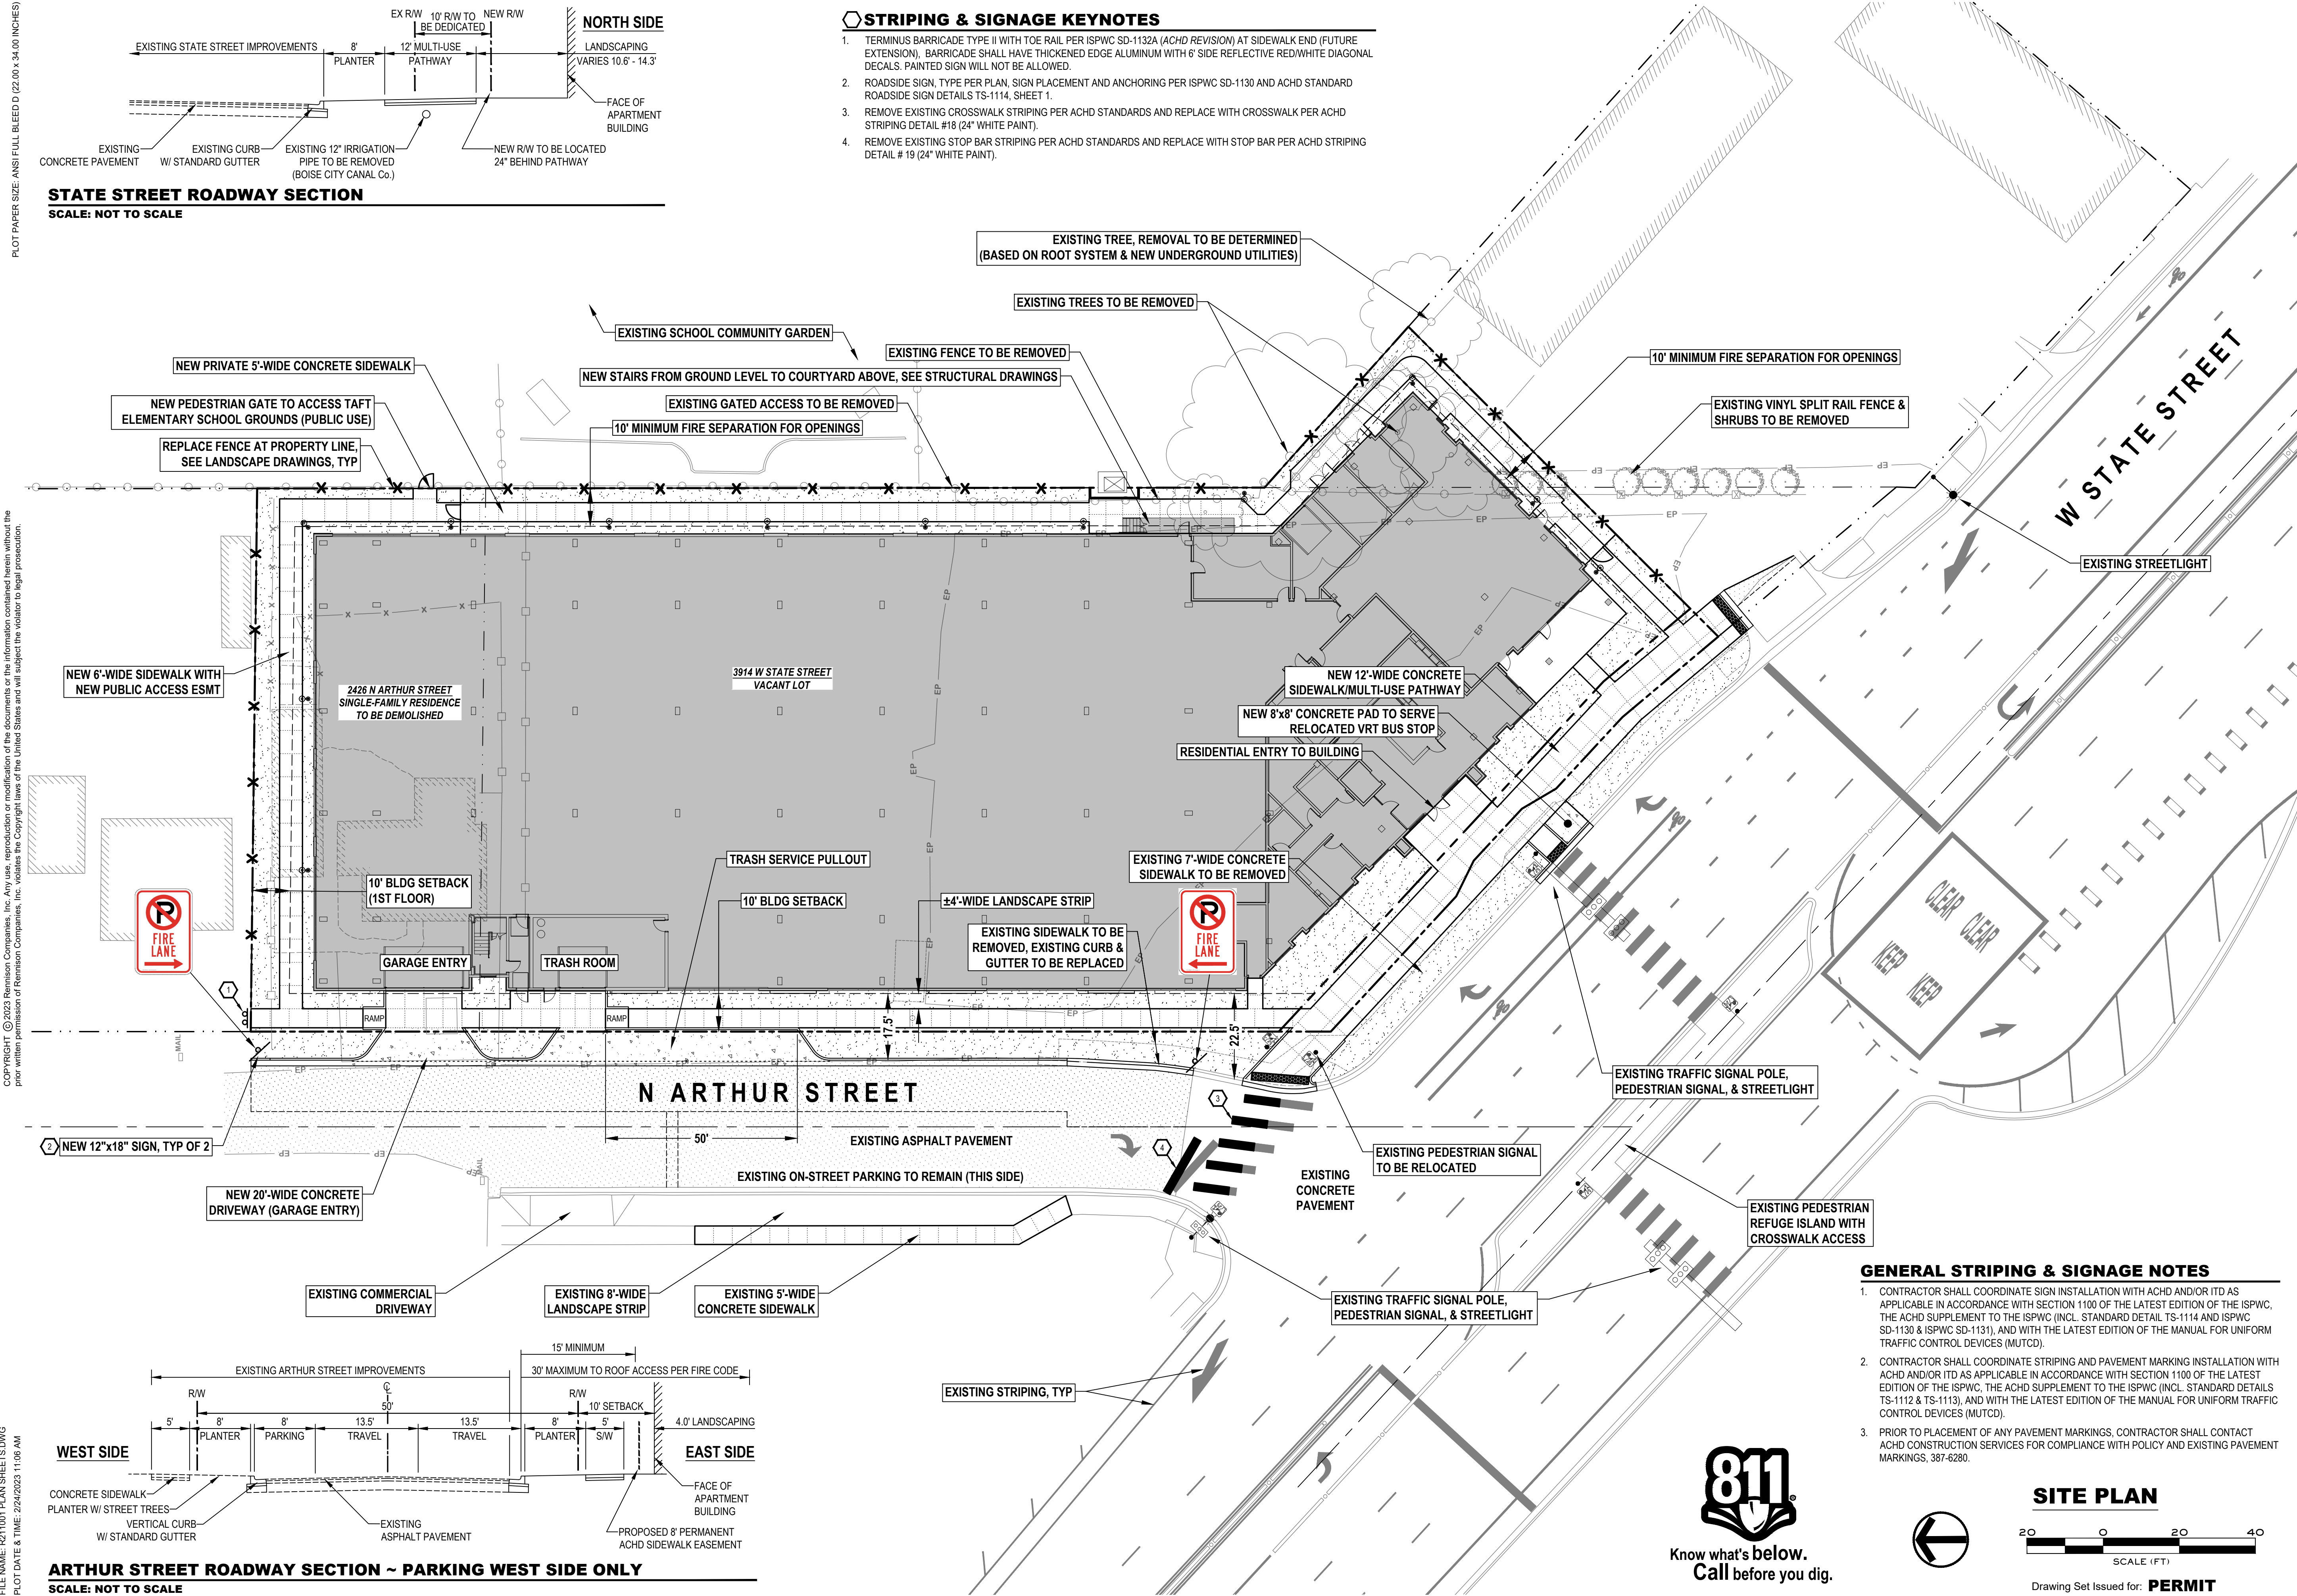 PLOT PAPER SIZE: ANSI FULL BLEED D (22.00 x 34.00 INCHES)
COPYRIGHT © 2023 Rennison Companies, Inc. Any use, reproduction or modification of the documents or the information contained herein without the
prior written permission of Rennison Companies, Inc. violates the Copyright laws of the United States and will subject the violator to legal prosecution.
FILE NAME: R211001 PLAN SHEETS.DWG
PLOT DATE & TIME: 2/24/2023 11:06 AM
EX R/W
10' R/W TO
BE DEDICATED
NEW R/W
NORTH SIDE
EXISTING STATE STREET IMPROVEMENTS
8'
PLANTER
12' MULTI-USE
PATHWAY
LANDSCAPING
VARIES 10.6' - 14.3'
FACE OF
APARTMENT
BUILDING
EXISTING
CONCRETE PAVEMENT
EXISTING CURB
W/ STANDARD GUTTER
EXISTING 12" IRRIGATION
PIPE TO BE REMOVED
(BOISE CITY CANAL Co.)
NEW R/W TO BE LOCATED
24" BEHIND PATHWAY
STATE STREET ROADWAY SECTION
SCALE: NOT TO SCALE
STRIPING & SIGNAGE KEYNOTES
1. TERMINUS BARRICADE TYPE II WITH TOE RAIL PER ISPWC SD-1132A (ACHD REVISION) AT SIDEWALK END (FUTURE
EXTENSION), BARRICADE SHALL HAVE THICKENED EDGE ALUMINUM WITH 6' SIDE REFLECTIVE RED/WHITE DIAGONAL
DECALS. PAINTED SIGN WILL NOT BE ALLOWED.
2. ROADSIDE SIGN, TYPE PER PLAN, SIGN PLACEMENT AND ANCHORING PER ISPWC SD-1130 AND ACHD STANDARD
ROADSIDE SIGN DETAILS TS-1114, SHEET 1.
3. REMOVE EXISTING CROSSWALK STRIPING PER ACHD STANDARDS AND REPLACE WITH CROSSWALK PER ACHD
STRIPING DETAIL #18 (24" WHITE PAINT).
4. REMOVE EXISTING STOP BAR STRIPING PER ACHD STANDARDS AND REPLACE WITH STOP BAR PER ACHD STRIPING
DETAIL # 19 (24" WHITE PAINT).
EXISTING TREE, REMOVAL TO BE DETERMINED
(BASED ON ROOT SYSTEM & NEW UNDERGROUND UTILITIES)
EXISTING TREES TO BE REMOVED
EXISTING SCHOOL COMMUNITY GARDEN
EXISTING FENCE TO BE REMOVED
10' MINIMUM FIRE SEPARATION FOR OPENINGS
NEW PRIVATE 5'-WIDE CONCRETE SIDEWALK
NEW STAIRS FROM GROUND LEVEL TO COURTYARD ABOVE, SEE STRUCTURAL DRAWINGS
NEW PEDESTRIAN GATE TO ACCESS TAFT
ELEMENTARY SCHOOL GROUNDS (PUBLIC USE)
EXISTING GATED ACCESS TO BE REMOVED
EXISTING VINYL SPLIT RAIL FENCE &
SHRUBS TO BE REMOVED
10' MINIMUM FIRE SEPARATION FOR OPENINGS
REPLACE FENCE AT PROPERTY LINE,
SEE LANDSCAPE DRAWINGS, TYP
W STATE STREET
EXISTING STREETLIGHT
NEW 6'-WIDE SIDEWALK WITH
NEW PUBLIC ACCESS ESMT
2426 N ARTHUR STREET
SINGLE-FAMILY RESIDENCE
TO BE DEMOLISHED
3914 W STATE STREET
VACANT LOT
NEW 12'-WIDE CONCRETE
SIDEWALK/MULTI-USE PATHWAY
NEW 8'x8' CONCRETE PAD TO SERVE
RELOCATED VRT BUS STOP
RESIDENTIAL ENTRY TO BUILDING
TRASH SERVICE PULLOUT
EXISTING 7'-WIDE CONCRETE
SIDEWALK TO BE REMOVED
10' BLDG SETBACK
(1ST FLOOR)
10' BLDG SETBACK
±4'-WIDE LANDSCAPE STRIP
P
FIRE
LANE
P
FIRE
LANE
EXISTING SIDEWALK TO BE
REMOVED, EXISTING CURB &
GUTTER TO BE REPLACED
KEEP
CLEAR
KEEP
CLEAR
GARAGE ENTRY
TRASH ROOM
1
RAMP
RAMP
17.5'
22.5'
MAIL
EP
N ARTHUR STREET
3
4
50'
EXISTING ASPHALT PAVEMENT
2
NEW 12"x18" SIGN, TYP OF 2
MAIL
EXISTING ON-STREET PARKING TO REMAIN (THIS SIDE)
EXISTING
CONCRETE
PAVEMENT
EXISTING TRAFFIC SIGNAL POLE,
PEDESTRIAN SIGNAL, & STREETLIGHT
EXISTING PEDESTRIAN SIGNAL
TO BE RELOCATED
NEW 20'-WIDE CONCRETE
DRIVEWAY (GARAGE ENTRY)
EXISTING PEDESTRIAN
REFUGE ISLAND WITH
CROSSWALK ACCESS
EXISTING COMMERCIAL
DRIVEWAY
EXISTING 8'-WIDE
LANDSCAPE STRIP
EXISTING 5'-WIDE
CONCRETE SIDEWALK
EXISTING TRAFFIC SIGNAL POLE,
PEDESTRIAN SIGNAL, & STREETLIGHT
EXISTING STRIPING, TYP
15' MINIMUM
EXISTING ARTHUR STREET IMPROVEMENTS
30' MAXIMUM TO ROOF ACCESS PER FIRE CODE
R/W
50'
R/W
10' SETBACK
5'
8'
PLANTER
8'
PARKING
13.5'
TRAVEL
13.5'
TRAVEL
8'
PLANTER
5'
S/W
4.0' LANDSCAPING
WEST SIDE
EAST SIDE
CONCRETE SIDEWALK
PLANTER W/ STREET TREES
VERTICAL CURB
W/ STANDARD GUTTER
EXISTING
ASPHALT PAVEMENT
FACE OF
APARTMENT
BUILDING
PROPOSED 8' PERMANENT
ACHD SIDEWALK EASEMENT
ARTHUR STREET ROADWAY SECTION ~ PARKING WEST SIDE ONLY
SCALE: NOT TO SCALE
GENERAL STRIPING & SIGNAGE NOTES
1. CONTRACTOR SHALL COORDINATE SIGN INSTALLATION WITH ACHD AND/OR ITD AS
APPLICABLE IN ACCORDANCE WITH SECTION 1100 OF THE LATEST EDITION OF THE ISPWC,
THE ACHD SUPPLEMENT TO THE ISPWC (INCL. STANDARD DETAIL TS-1114 AND ISPWC
SD-1130 & ISPWC SD-1131), AND WITH THE LATEST EDITION OF THE MANUAL FOR UNIFORM
TRAFFIC CONTROL DEVICES (MUTCD).
2. CONTRACTOR SHALL COORDINATE STRIPING AND PAVEMENT MARKING INSTALLATION WITH
ACHD AND/OR ITD AS APPLICABLE IN ACCORDANCE WITH SECTION 1100 OF THE LATEST
EDITION OF THE ISPWC, THE ACHD SUPPLEMENT TO THE ISPWC (INCL. STANDARD DETAILS
TS-1112 & TS-1113), AND WITH THE LATEST EDITION OF THE MANUAL FOR UNIFORM TRAFFIC
CONTROL DEVICES (MUTCD).
3. PRIOR TO PLACEMENT OF ANY PAVEMENT MARKINGS, CONTRACTOR SHALL CONTACT
ACHD CONSTRUCTION SERVICES FOR COMPLIANCE WITH POLICY AND EXISTING PAVEMENT
MARKINGS, 387-6280.
811
Know what's below.
Call before you dig.
SITE PLAN
20 0 20 40
SCALE (FT)
Drawing Set Issued for: PERMIT